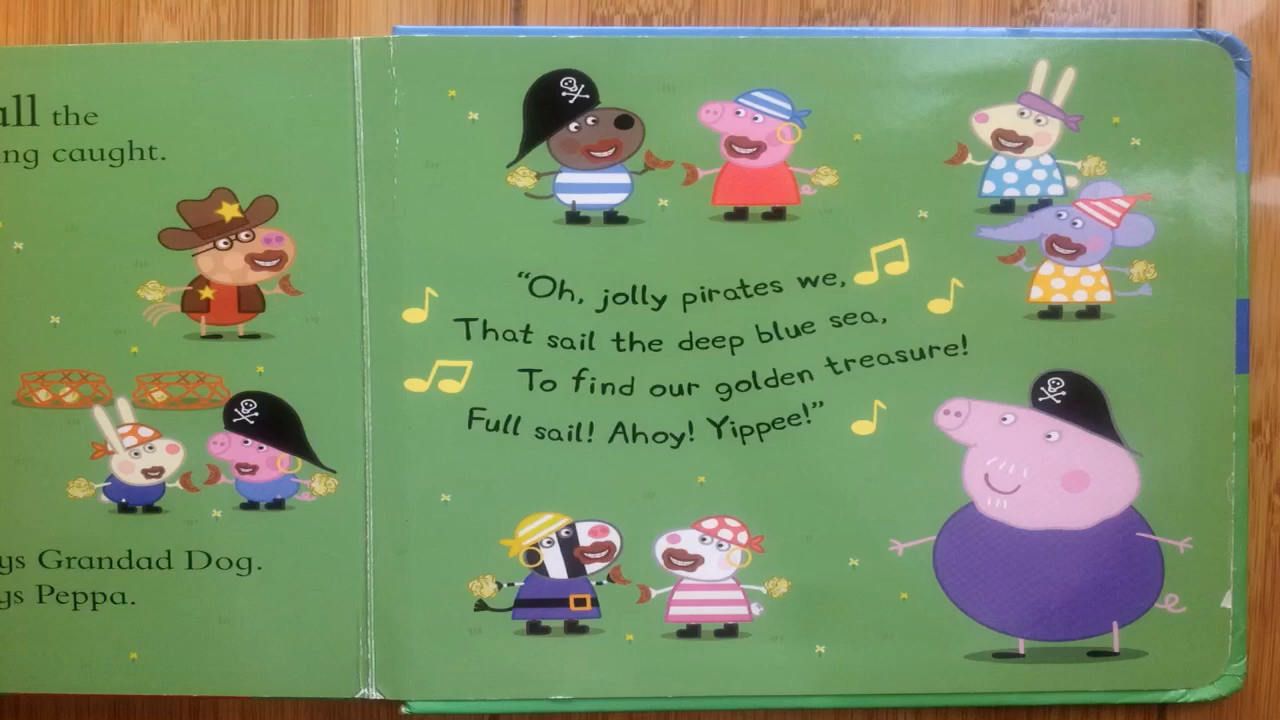 all the
ng caught.
ys Grandad Dog.
ys Peppa.
“Oh, jolly pirates we,
That sail the deep blue sea,
To find our golden treasure!
Full sail! Ahoy! Yippee!”